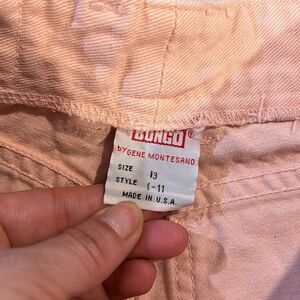 BONGO®
by GENE MONTESANO
SIZE 13
STYLE 1-11
MADE IN U.S.A.